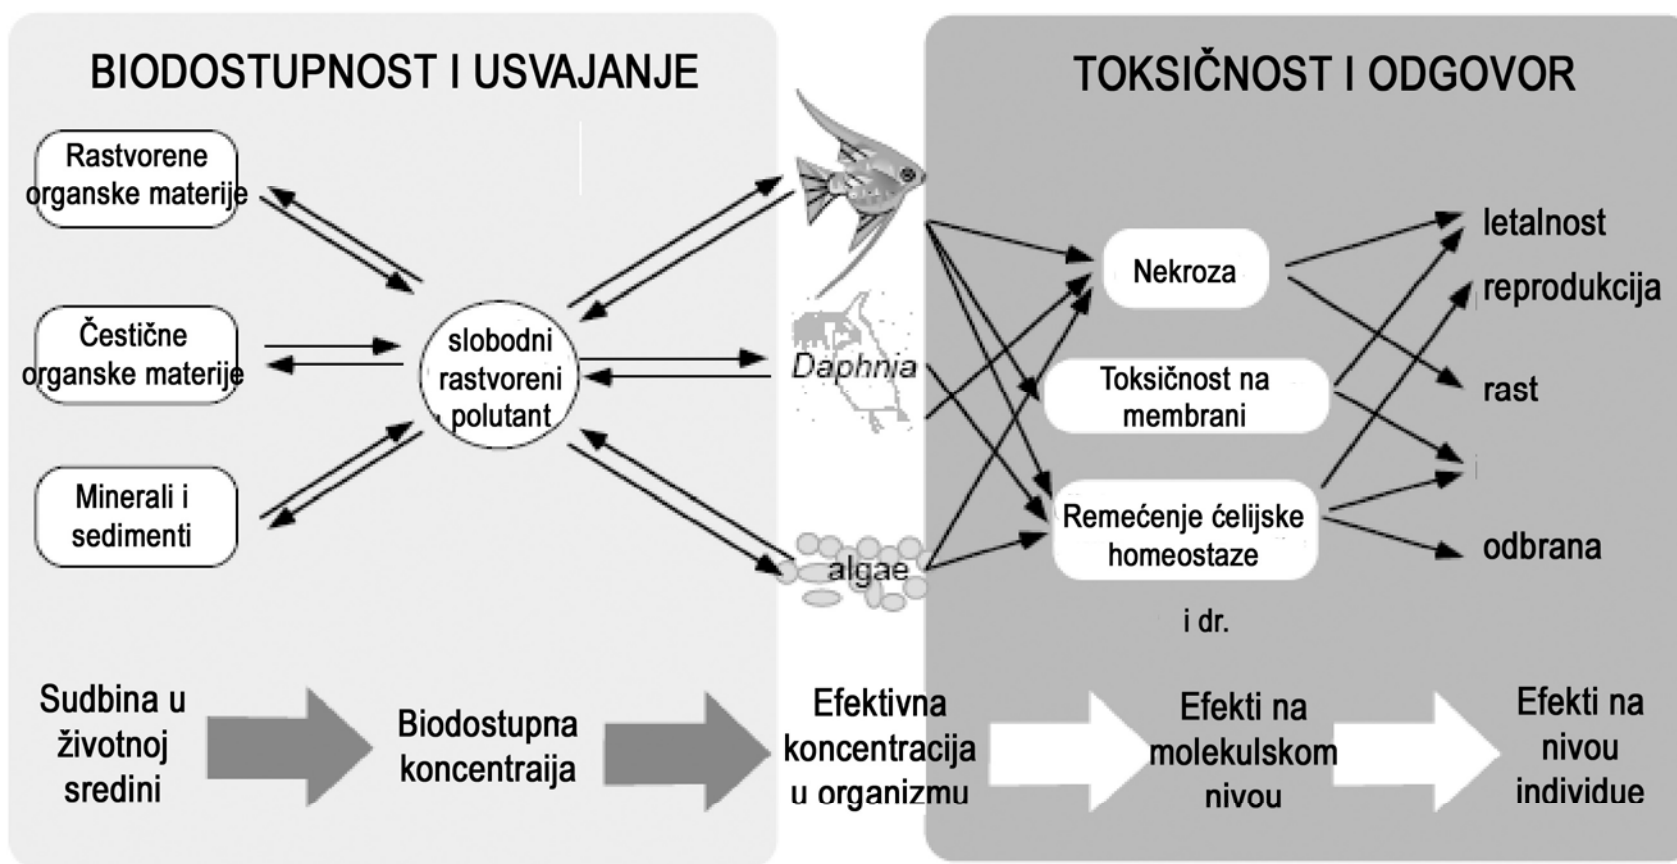 BIODOSTUPNOST I USVAJANJE
TOKSIČNOST I ODGOVOR
Rastvorene
organske materije
Čestične
organske materije
Minerali i
sedimenti
slobodni
rastvoreni
polutant
Daphnia
algae
Nekroza
Toksičnost na
membrani
Remećenje ćelijske
homeostaze
i dr.
letalnost
reprodukcija
rast
odbrana
Sudbina u
životnoj
sredini
Biodostupna
koncentraija
Efektivna
koncentracija
u organizmu
Efekti na
molekulskom
nivou
Efekti na
nivou
individue